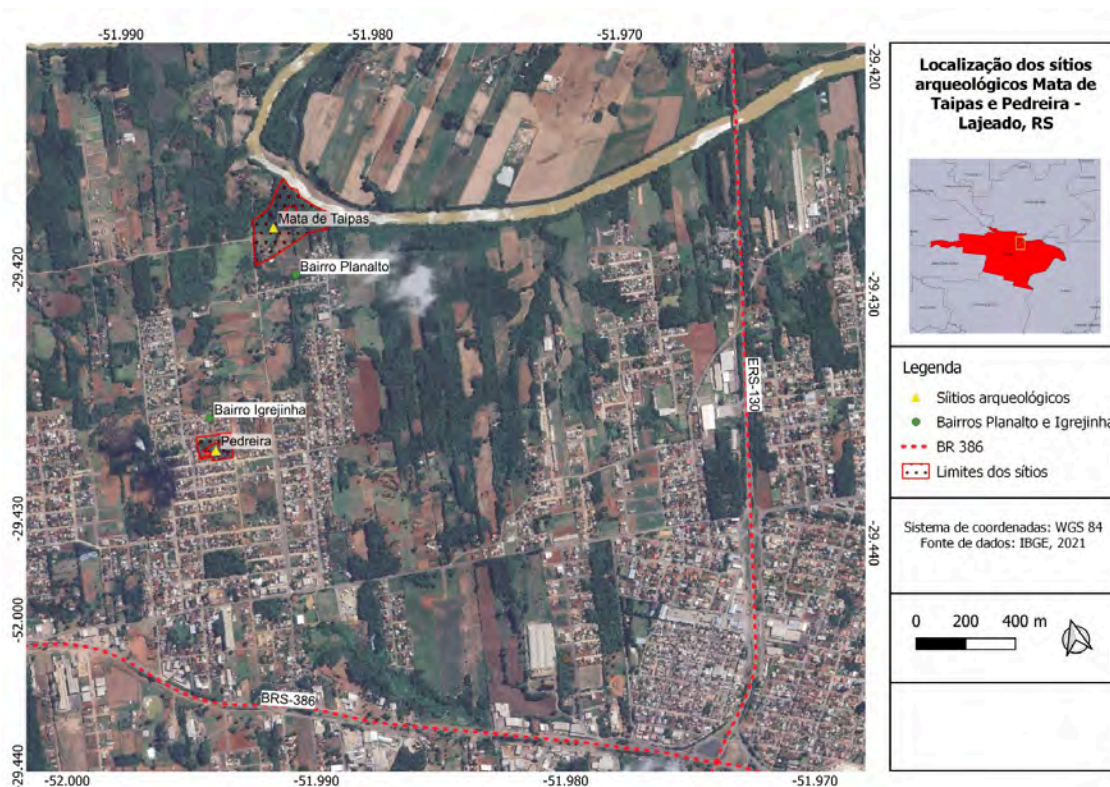 -51.990
-51.980
-51.970
-29.420
-29.420
Mata de Taipas
Bairro Planalto
-29.430
ERS-130
Bairro Igrejinha
Pedreira
-29.430
-29.440
-52.000
BRS-386
-29.440
-52.000
-51.990
-51.980
-51.970
Localização dos sítios
arqueológicos Mata de
Taipas e Pedreira -
Lajeado, RS
Legenda
Síitios arqueológicos
Bairros Planalto e Igrejinha
BR 386
Limites dos sítios
Sistema de coordenadas: WGS 84
Fonte de dados: IBGE, 2021
0 200 400 m